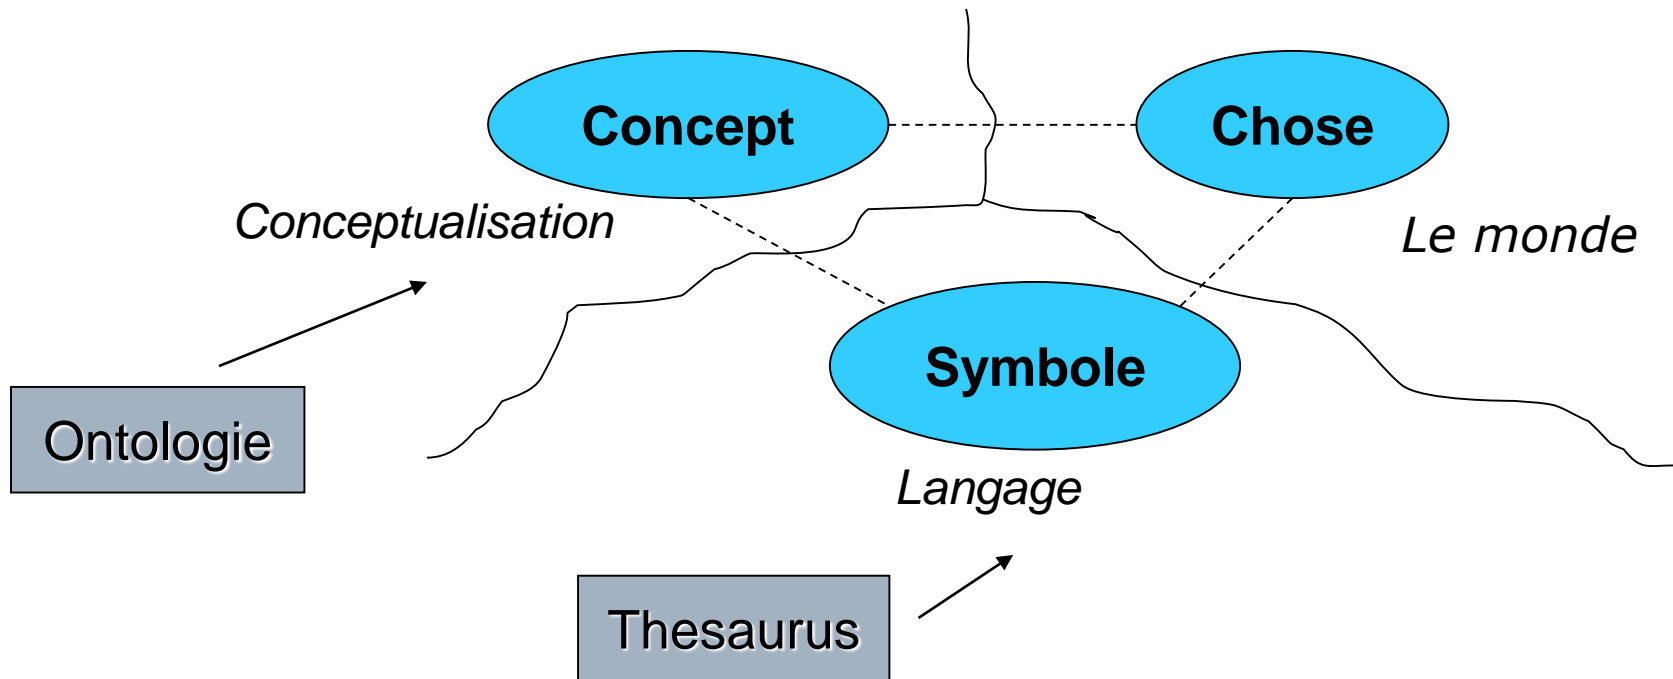 Concept
Chose
Conceptualisation
Le monde
Symbole
Ontologie
Langage
Thesaurus